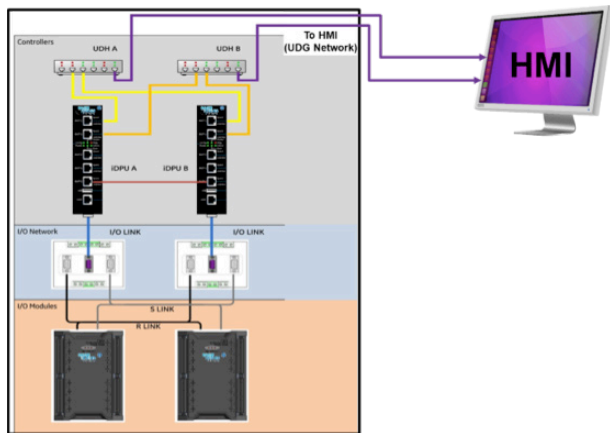 To HMI
(UDG Network)
Controllers
UDH A
UDH B
HMI
iDPU A
iDPU B
I/O Network
I/O LINK
I/O LINK
S LINK
I/O Modules
R LINK